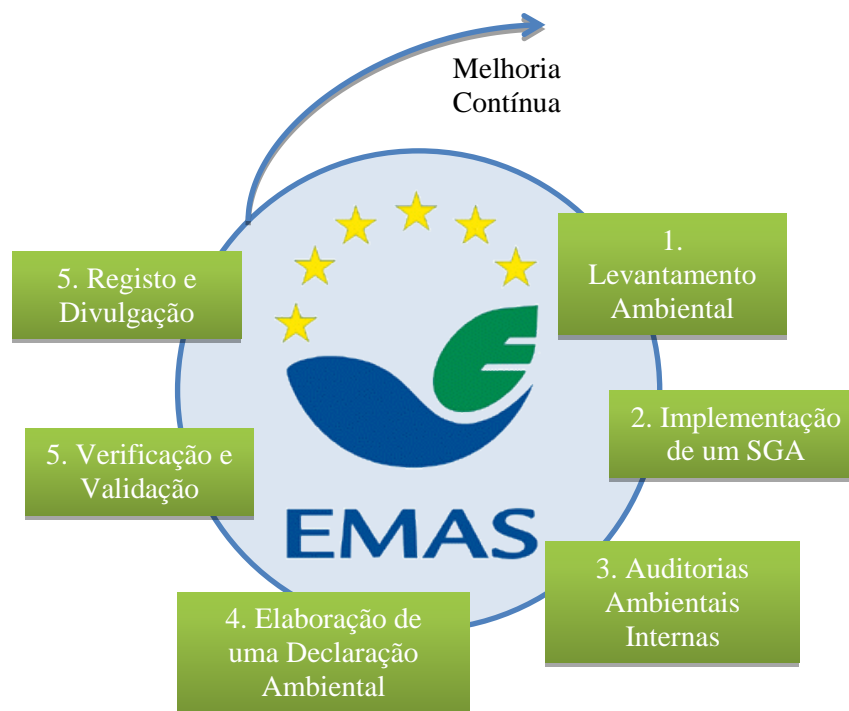 Melhoria
Contínua
1.
Levantamento
Ambiental
2. Implementação
de um SGA
3. Auditorias
Ambientais
Internas
4. Elaboração de
uma Declaração
Ambiental
5. Verificação e
Validação
5. Registo e
Divulgação
EMAS